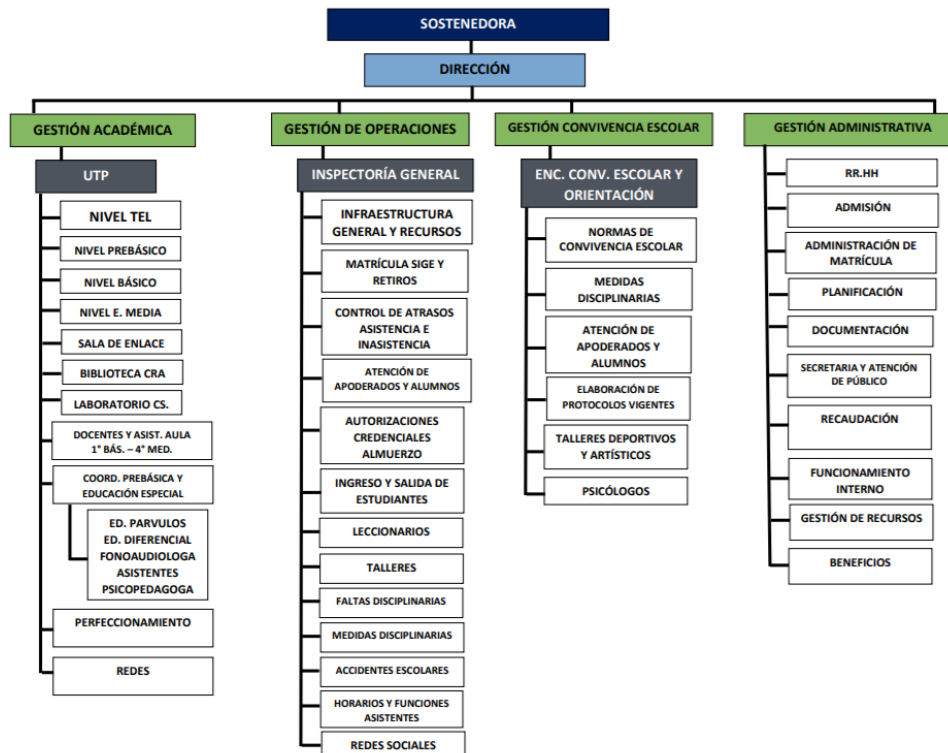 SOSTENEDORA
DIRECCIÓN
GESTIÓN ACADÉMICA
UTP
NIVEL TEL
NIVEL PREBÁSICO
NIVEL BÁSICO
NIVEL E. MEDIA
SALA DE ENLACE
BIBLIOTECA CRA
LABORATORIO CS.
DOCENTES Y ASIST. AULA
1° BÁS. – 4° MED.
COORD. PREBÁSICA Y
EDUCACIÓN ESPECIAL
ED. PARVULOS
ED. DIFERENCIAL
FONOAUDIOLOGA
ASISTENTES
PSICOPEDAGOGA
PERFECCIONAMIENTO
REDES
GESTIÓN DE OPERACIONES
INSPECTORÍA GENERAL
INFRAESTRUCTURA
GENERAL Y RECURSOS
MATRÍCULA SIGE Y
RETIROS
CONTROL DE ATRASOS
ASISTENCIA E
INASISTENCIA
ATENCIÓN DE
APODERADOS Y ALUMNOS
AUTORIZACIONES
CREDENCIALES
ALMUERZO
INGRESO Y SALIDA DE
ESTUDIANTES
LECCIONARIOS
TALLERES
FALTAS DISCIPLINARIAS
MEDIDAS DISCIPLINARIAS
ACCIDENTES ESCOLARES
HORARIOS Y FUNCIONES
ASISTENTES
REDES SOCIALES
GESTIÓN CONVIVENCIA ESCOLAR
ENC. CONV. ESCOLAR Y
ORIENTACIÓN
NORMAS DE
CONVIVENCIA ESCOLAR
MEDIDAS
DISCIPLINARIAS
ATENCIÓN DE
APODERADOS Y
ALUMNOS
ELABORACIÓN DE
PROTOCOLOS VIGENTES
TALLERES DEPORTIVOS
Y ARTÍSTICOS
PSICÓLOGOS
GESTIÓN ADMINISTRATIVA
RR.HH
ADMISIÓN
ADMINISTRACIÓN DE
MATRÍCULA
PLANIFICACIÓN
DOCUMENTACIÓN
SECRETARIA Y ATENCIÓN
DE PÚBLICO
RECAUDACIÓN
FUNCIONAMIENTO
INTERNO
GESTIÓN DE RECURSOS
BENEFICIOS